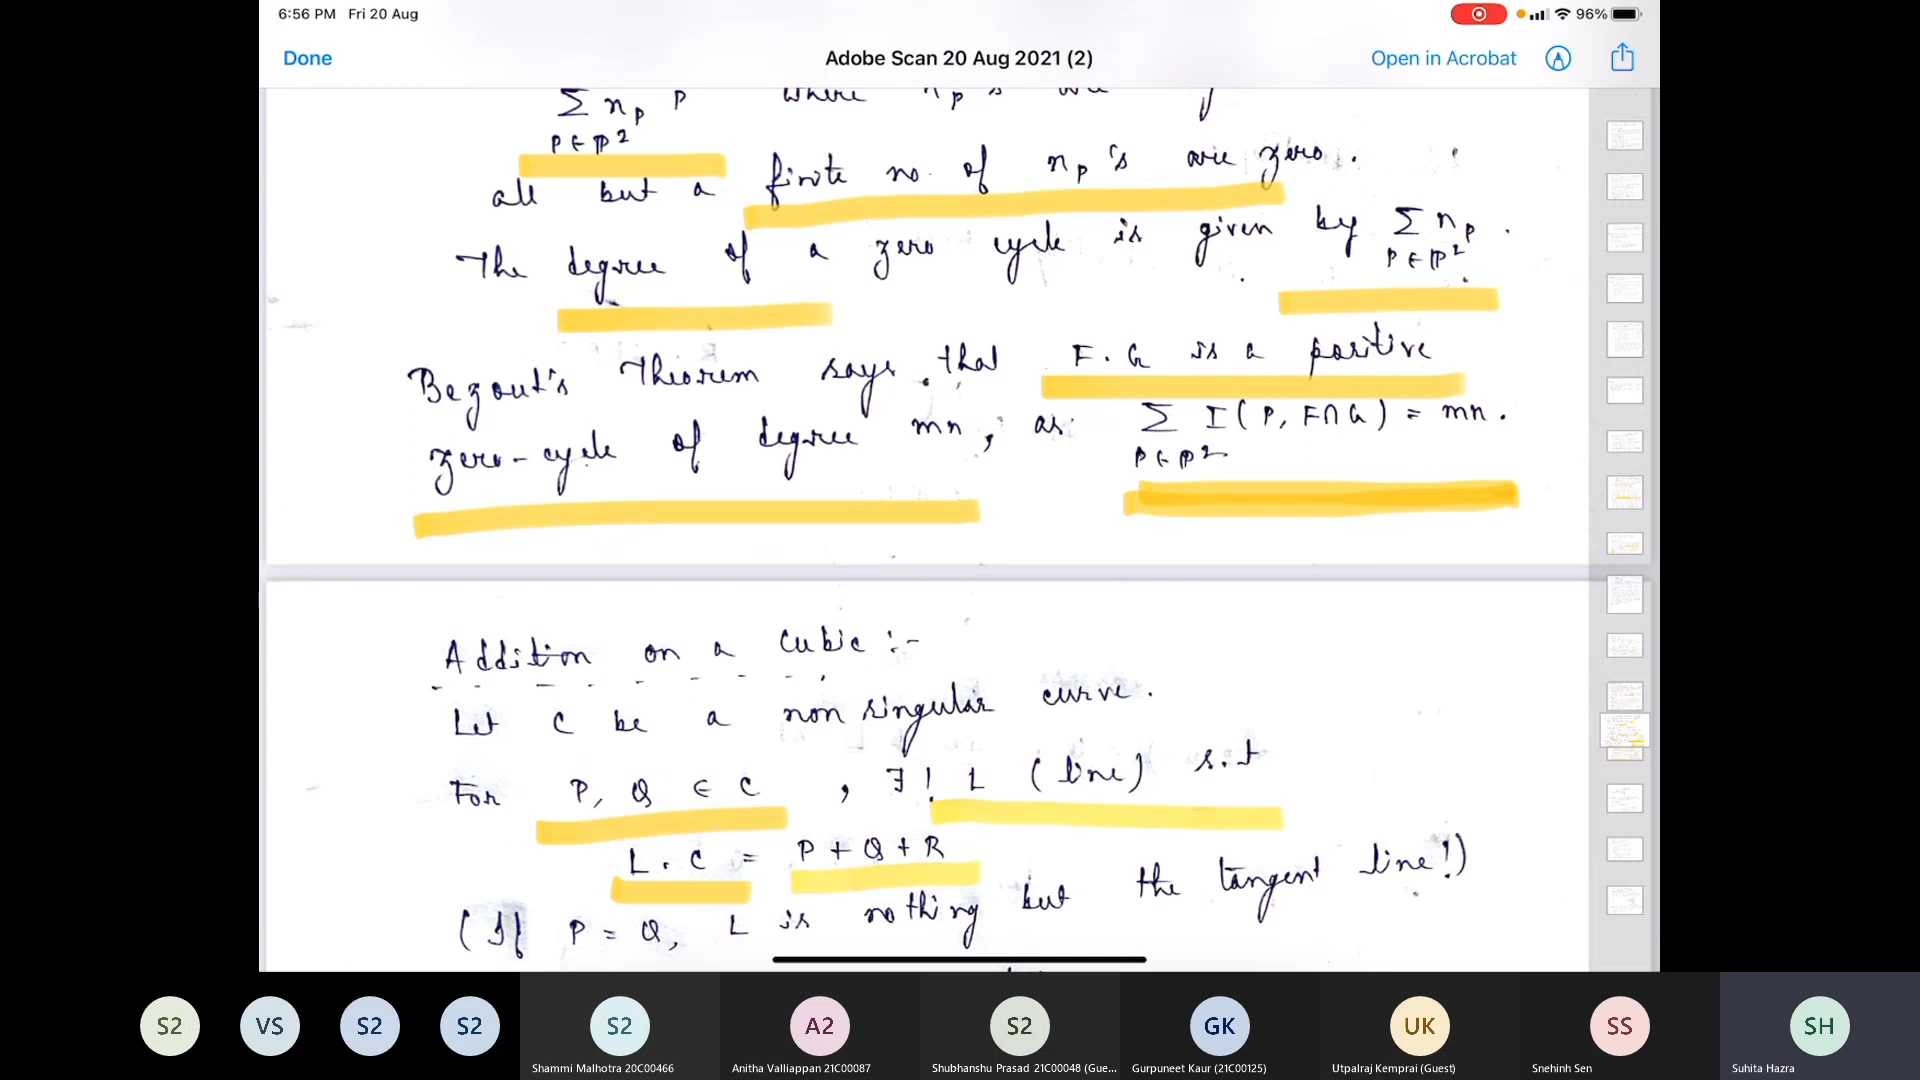 6:56 PM Fri 20 Aug
96%
Done
Adobe Scan 20 Aug 2021 (2)
Open in Acrobat
∑ n_p P where n_p's
P ∈ ℙ²
all but a finite no. of n_p's are zero.
The degree of a zero cycle is given by ∑ n_p.
P ∈ ℙ²
Bezout's Theorem says that F.G is a positive
zero-cycle of degree mn, as ∑ I(P, F∩G) = mn.
P ∈ ℙ²
Addition on a cubic :-
Let C be a non singular curve.
For P, Q ∈ C, ∃! L (line) s.t
L . C = P + Q + R
(If P = Q, L is nothing but the tangent line!)
S2
VS
S2
S2
S2
A2
S2
GK
UK
SS
SH
Shammi Malhotra 20C00466
Anitha Valliappan 21C00087
Shubhanshu Prasad 21C00048 (Gue...
Gurpuneet Kaur (21C00125)
Utpalraj Kemprai (Guest)
Snehinh Sen
Suhita Hazra